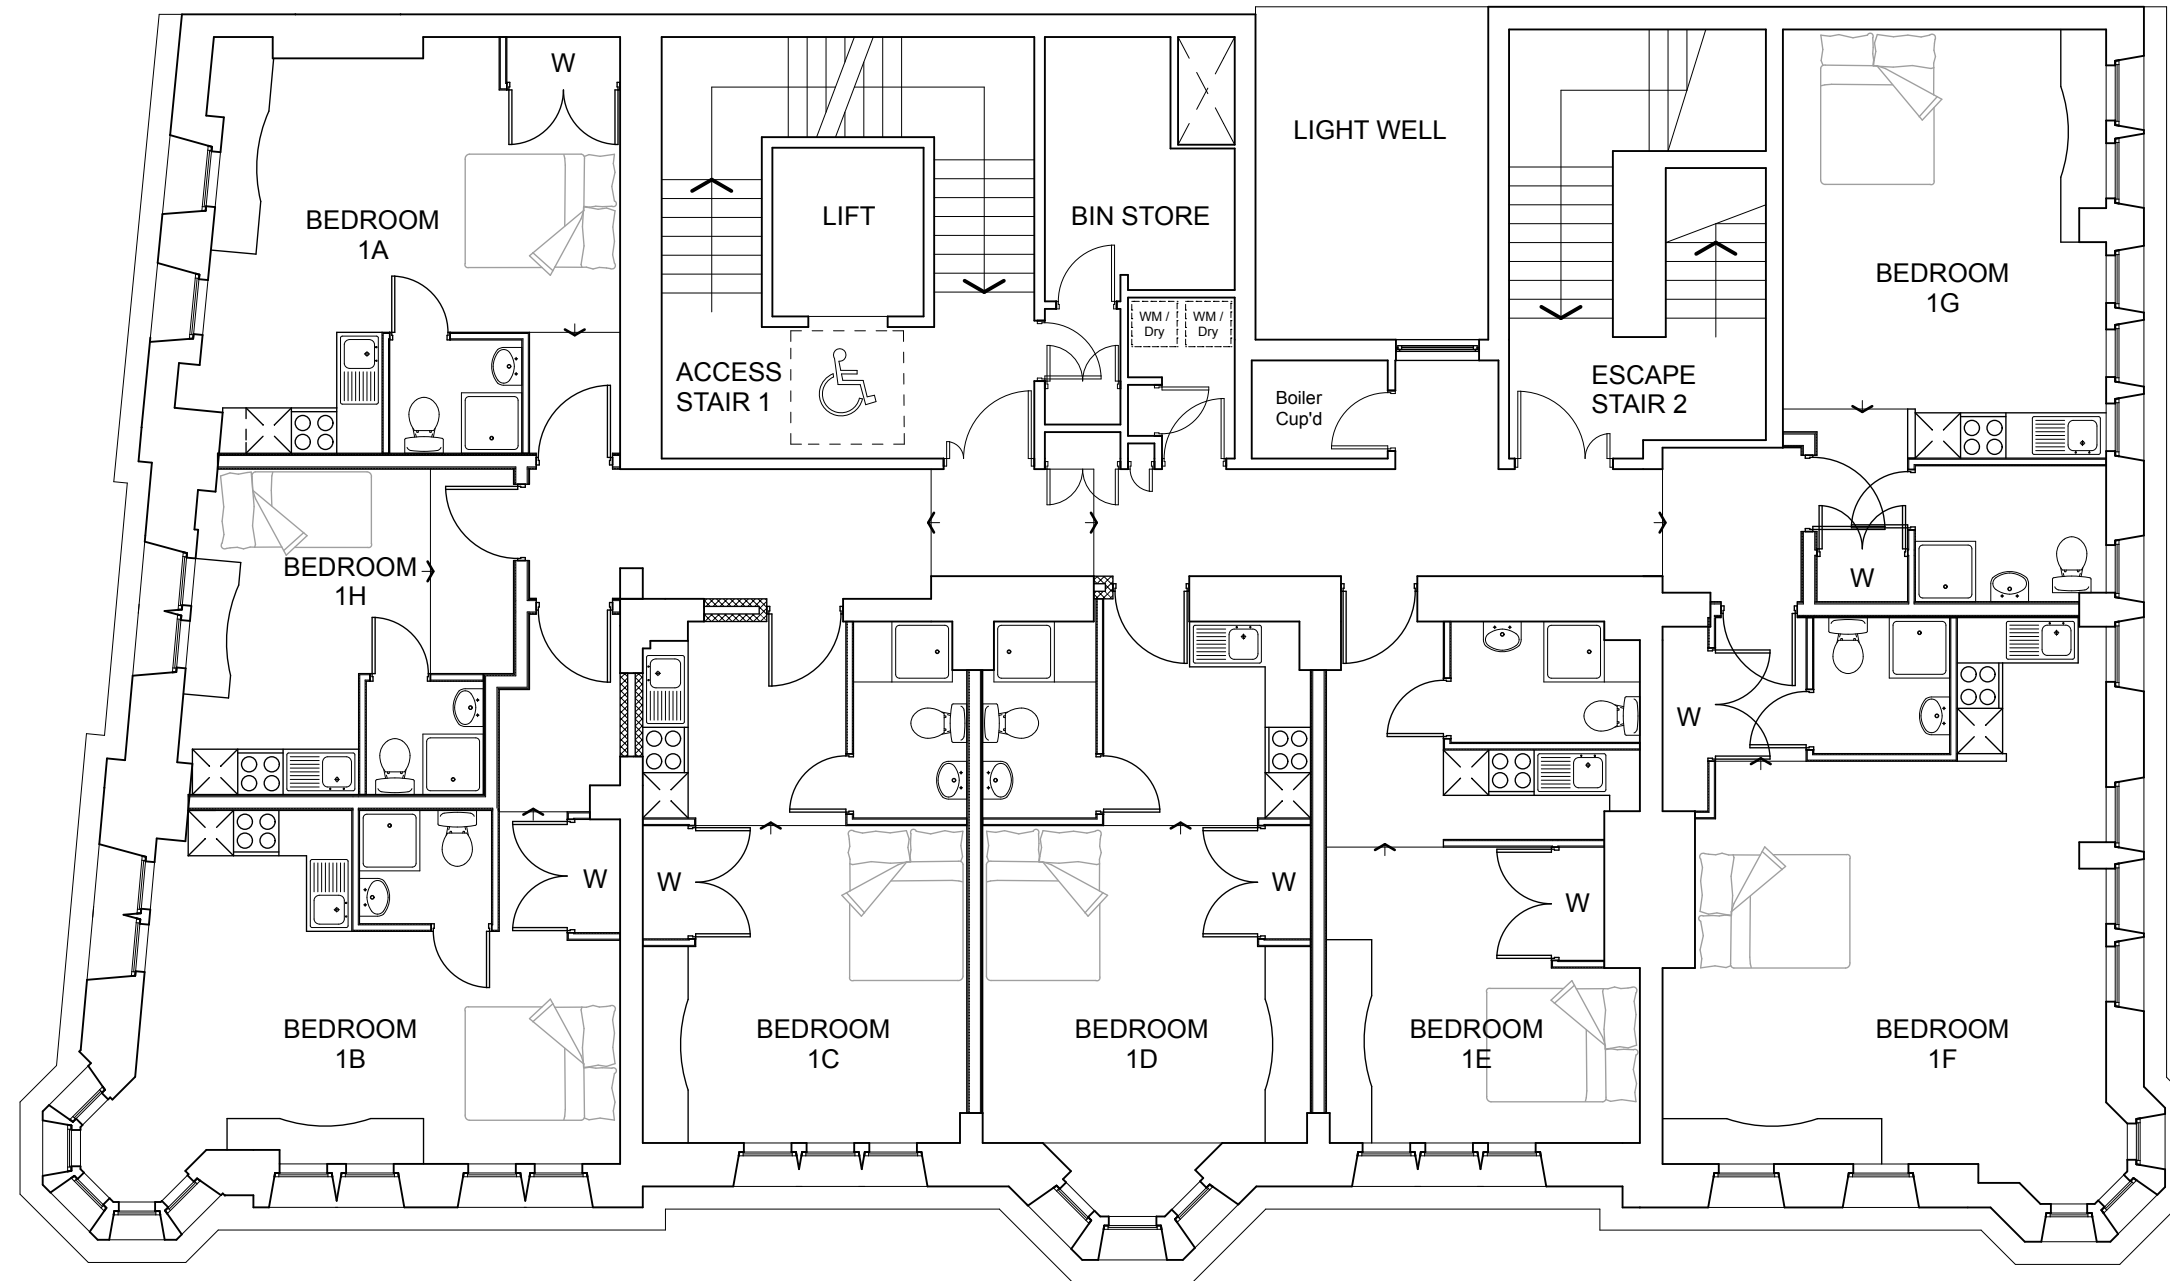 W
LIGHT WELL
BEDROOM
1A
LIFT
BIN STORE
BEDROOM
1G
WM /
Dry
WM /
Dry
ACCESS
STAIR 1
ESCAPE
STAIR 2
Boiler
Cup'd
BEDROOM
1H
W
W
W
W
W
W
BEDROOM
1B
BEDROOM
1C
BEDROOM
1D
BEDROOM
1E
BEDROOM
1F